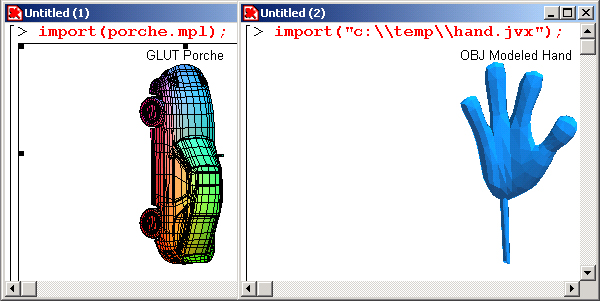 Untitled (1)
> import(porche.mpl);
GLUT Porche
Untitled (2)
> import("c:\\temp\\hand.jvx");
OBJ Modeled Hand